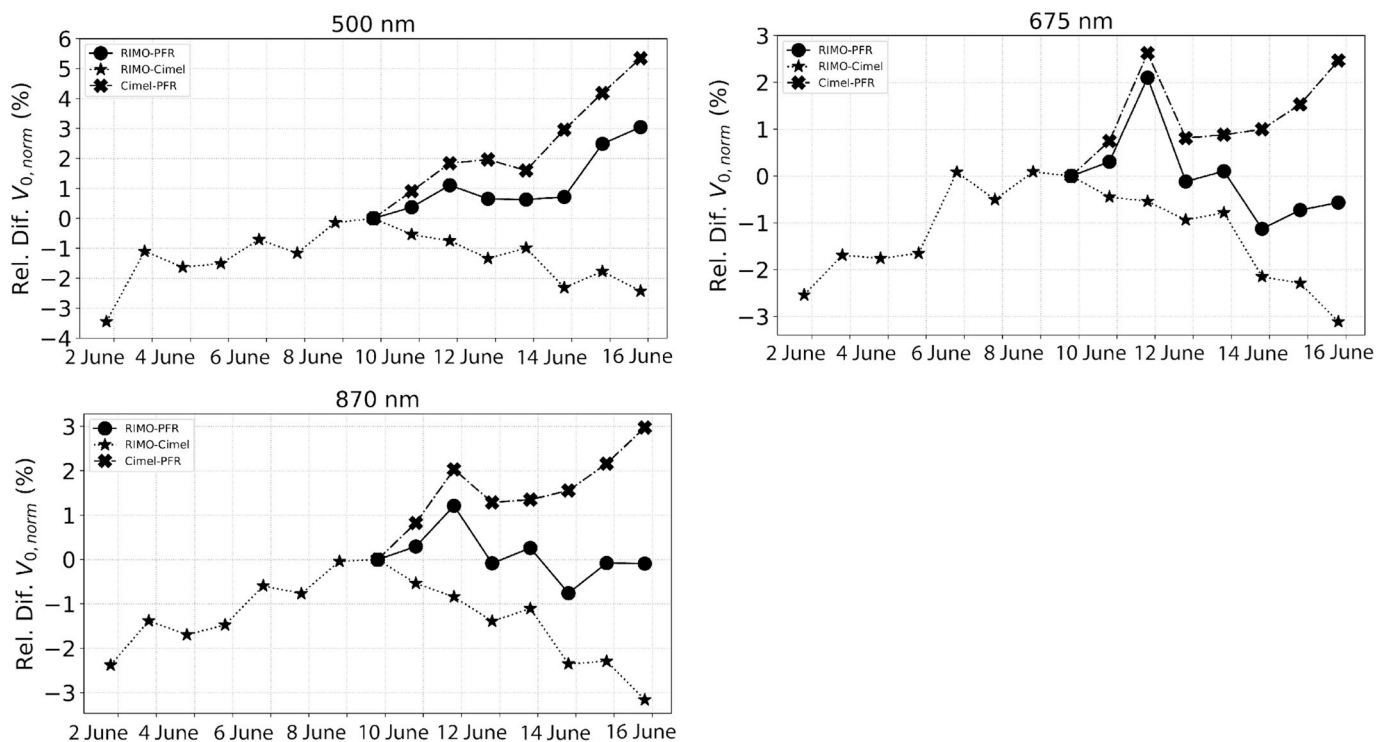 500 nm
Rel. Dif. V0,norm (%)
6
5
4
3
2
1
0
−1
−2
−3
−4
RIMO-PFR
RIMO-Cimel
Cimel-PFR
2 June 4 June 6 June 8 June 10 June 12 June 14 June 16 June
675 nm
Rel. Dif. V0,norm (%)
3
2
1
0
−1
−2
−3
RIMO-PFR
RIMO-Cimel
Cimel-PFR
2 June 4 June 6 June 8 June 10 June 12 June 14 June 16 June
870 nm
Rel. Dif. V0,norm (%)
3
2
1
0
−1
−2
−3
RIMO-PFR
RIMO-Cimel
Cimel-PFR
2 June 4 June 6 June 8 June 10 June 12 June 14 June 16 June